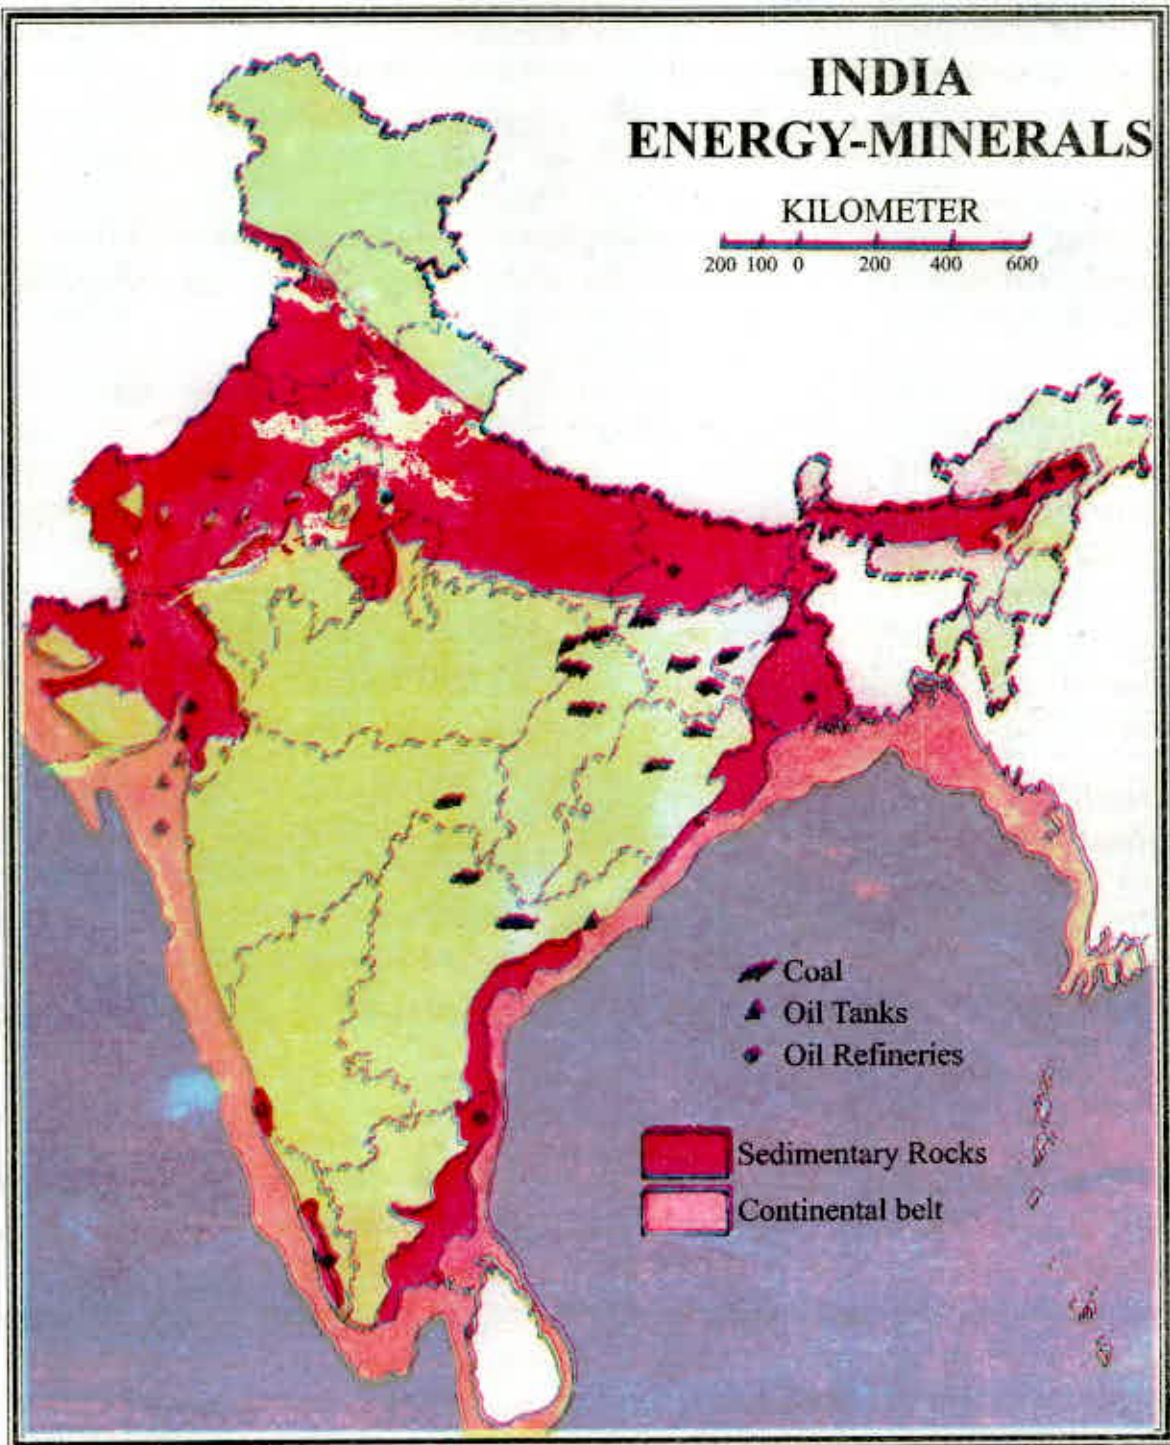 INDIA
ENERGY-MINERALS
KILOMETER
200 100 0 200 400 600
Coal
Oil Tanks
Oil Refineries
Sedimentary Rocks
Continental belt